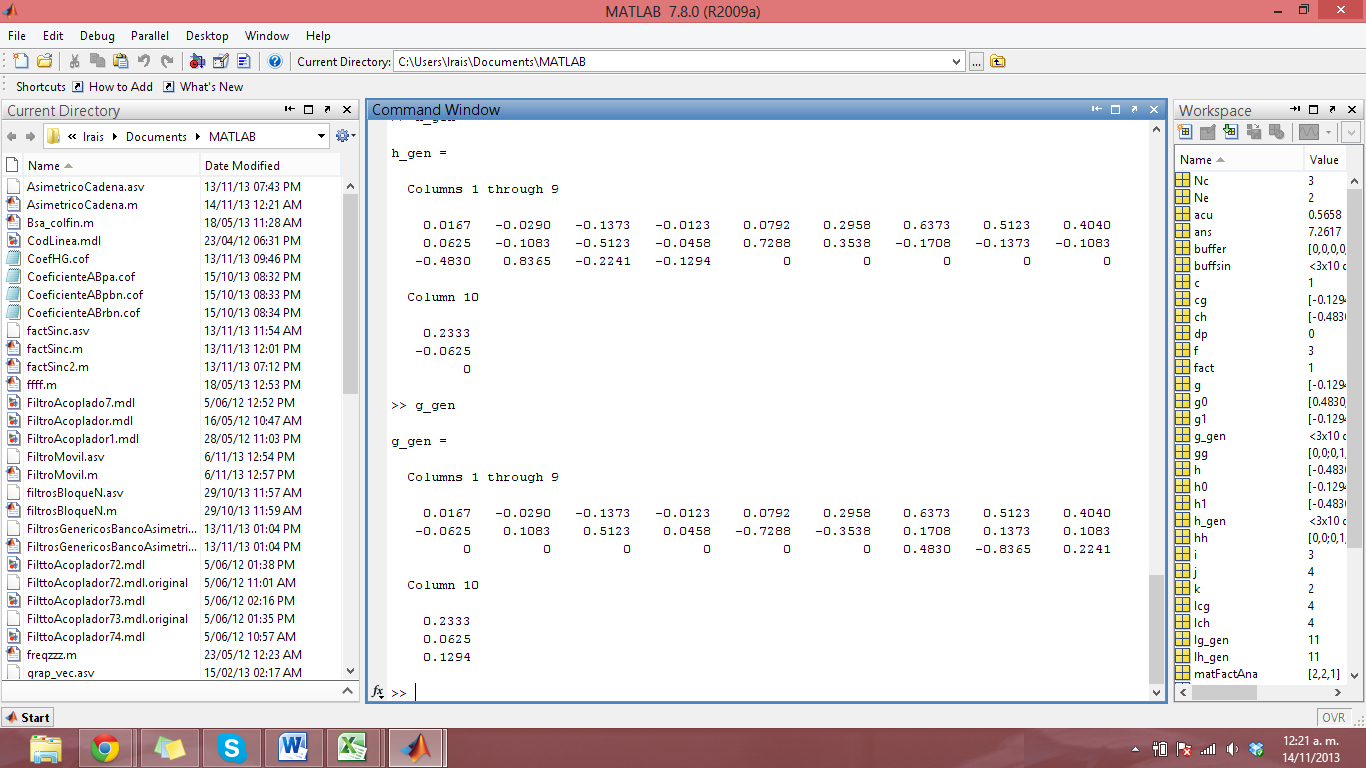 MATLAB 7.8.0 (R2009a)
File Edit Debug Parallel Desktop Window Help
Current Directory: C:\Users\Irais\Documents\MATLAB
Shortcuts How to Add What's New
Current Directory
« Irais Documents MATLAB
Name Date Modified
AsimetricoCadena.asv 13/11/13 07:43 PM
AsimetricoCadena.m 14/11/13 12:21 AM
Bsa_colfin.m 18/05/13 11:28 AM
CodLinea.mdl 23/04/12 06:31 PM
CoefHG.cof 13/11/13 09:46 PM
CoeficienteABpa.cof 15/10/13 08:32 PM
CoeficienteABpbn.cof 15/10/13 08:33 PM
CoeficienteABrbn.cof 15/10/13 08:34 PM
factSinc.asv 13/11/13 11:54 AM
factSinc.m 13/11/13 12:01 PM
factSinc2.m 13/11/13 07:12 PM
ffff.m 18/05/13 12:53 PM
FiltroAcoplado7.mdl 5/06/12 12:52 PM
FiltroAcoplador.mdl 16/05/12 10:47 AM
FiltroAcoplador1.mdl 28/05/12 11:03 PM
FiltroMovil.asv 6/11/13 12:54 PM
FiltroMovil.m 6/11/13 12:57 PM
filtrosBloqueN.asv 29/10/13 11:57 AM
filtrosBloqueN.m 29/10/13 11:59 AM
FiltrosGenericosBancoAsimetri... 13/11/13 01:04 PM
FiltrosGenericosBancoAsimetri... 13/11/13 01:04 PM
FilttoAcoplador72.mdl 5/06/12 01:38 PM
FilttoAcoplador72.mdl.original 5/06/12 11:01 AM
FilttoAcoplador73.mdl 5/06/12 02:16 PM
FilttoAcoplador73.mdl.original 5/06/12 01:35 PM
FilttoAcoplador74.mdl 5/06/12 10:57 AM
freqzzz.m 23/05/12 12:23 AM
grap_vec.asv 15/02/13 02:17 AM
Command Window
h_gen =
Columns 1 through 9
0.0167 -0.0290 -0.1373 -0.0123 0.0792 0.2958 0.6373 0.5123 0.4040
0.0625 -0.1083 -0.5123 -0.0458 0.7288 0.3538 -0.1708 -0.1373 -0.1083
-0.4830 0.8365 -0.2241 -0.1294 0 0 0 0 0
Column 10
0.2333
-0.0625
0
>> g_gen
g_gen =
Columns 1 through 9
0.0167 -0.0290 -0.1373 -0.0123 0.0792 0.2958 0.6373 0.5123 0.4040
-0.0625 0.1083 0.5123 0.0458 -0.7288 -0.3538 0.1708 0.1373 0.1083
0 0 0 0 0 0 0.4830 -0.8365 0.2241
Column 10
0.2333
0.0625
0.1294
fx >>
Workspace
Name Value
Nc 3
Ne 2
acu 0.5658
ans 7.2617
buffer [0,0,0,0,
buffsin <3x10 d
c 1
cg [-0.1294
ch [-0.4830
dp 0
f 3
fact 1
g [-0.1294
g0 [0.4830,
g1 [-0.1294
g_gen <3x10 d
gg [0,0;0,1,
h [-0.4830
h0 [-0.1294
h1 [-0.4830
h_gen <3x10 d
hh [0,0;0,1,
i 3
j 4
k 2
lcg 4
lch 4
lg_gen 11
lh_gen 11
matFactAna [2,2,1]
Start OVR
12:21 a. m.
14/11/2013